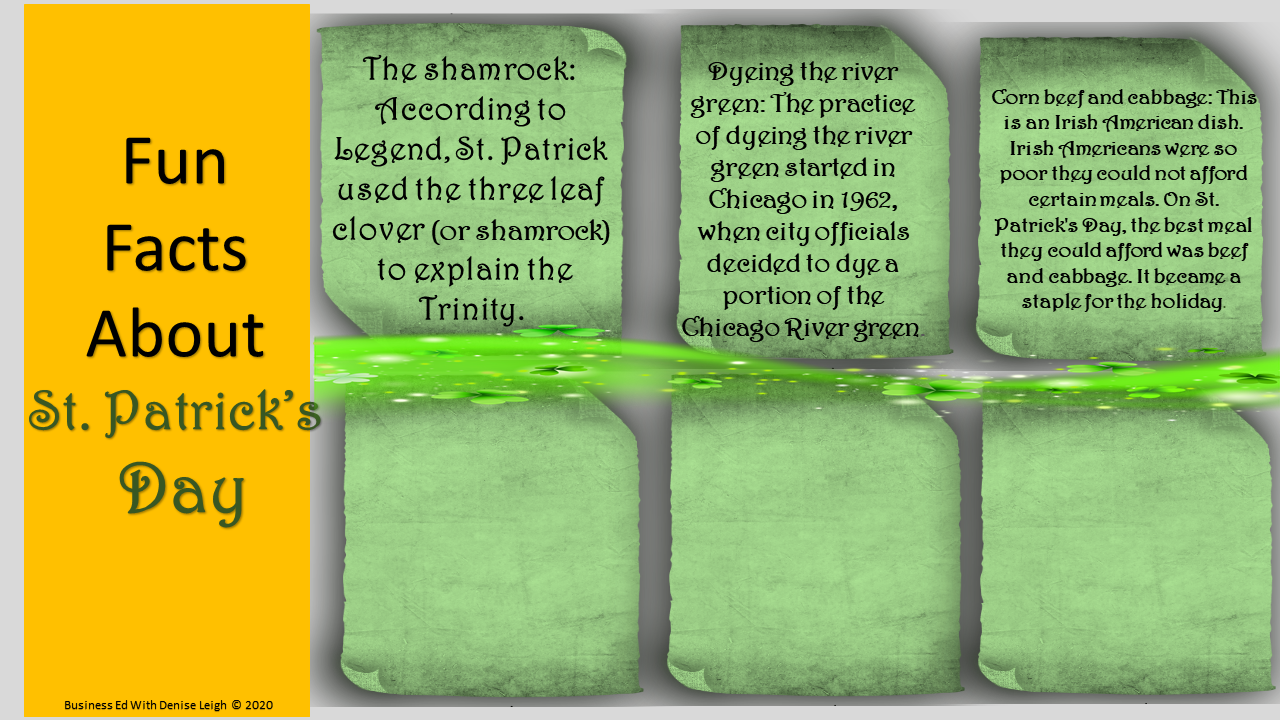 Fun
Facts
About
St. Patrick’s
Day
Business Ed With Denise Leigh © 2020
The shamrock:
According to
Legend, St. Patrick
used the three leaf
clover (or shamrock)
to explain the
Trinity.
Dyeing the river
green: The practice
of dyeing the river
green started in
Chicago in 1962,
when city officials
decided to dye a
portion of the
Chicago River green
Corn beef and cabbage: This
is an Irish American dish.
Irish Americans were so
poor they could not afford
certain meals. On St.
Patrick's Day, the best meal
they could afford was beef
and cabbage. It became a
staple for the holiday.